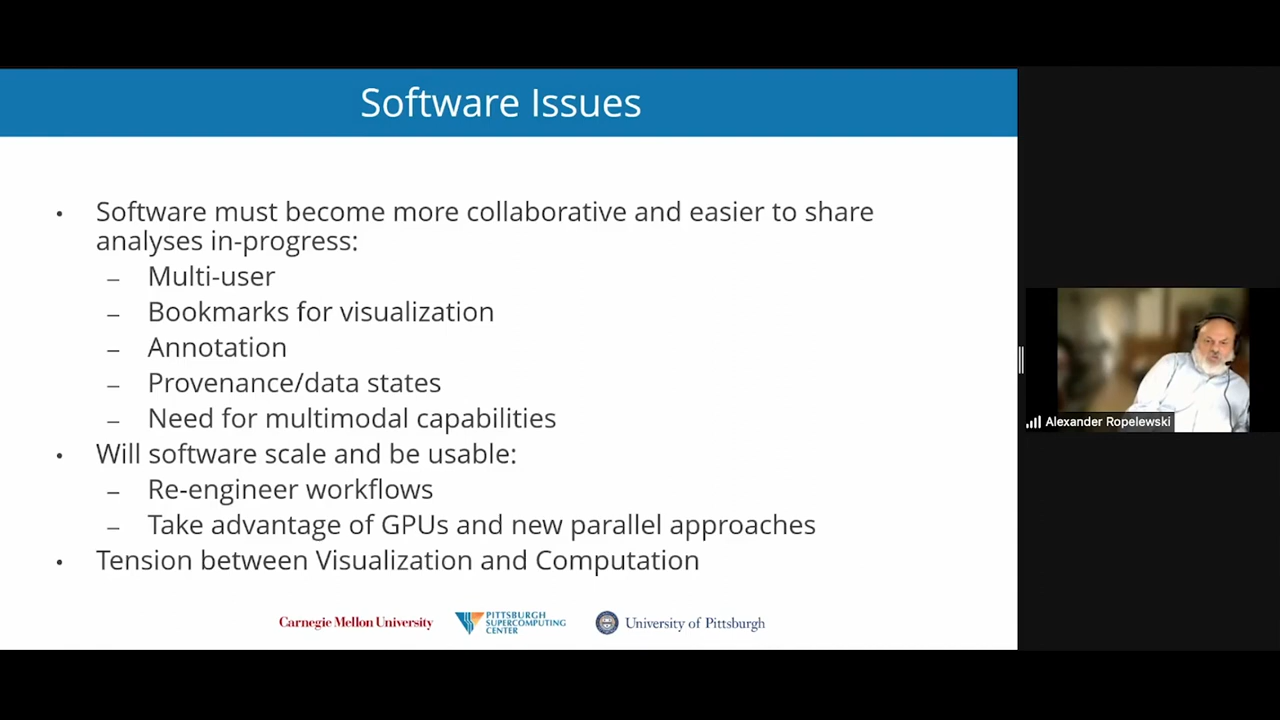 Software Issues
• Software must become more collaborative and easier to share
analyses in-progress:
– Multi-user
– Bookmarks for visualization
– Annotation
– Provenance/data states
– Need for multimodal capabilities
• Will software scale and be usable:
– Re-engineer workflows
– Take advantage of GPUs and new parallel approaches
• Tension between Visualization and Computation
Carnegie Mellon University
PITTSBURGH
SUPERCOMPUTING
CENTER
University of Pittsburgh
Alexander Ropelewski